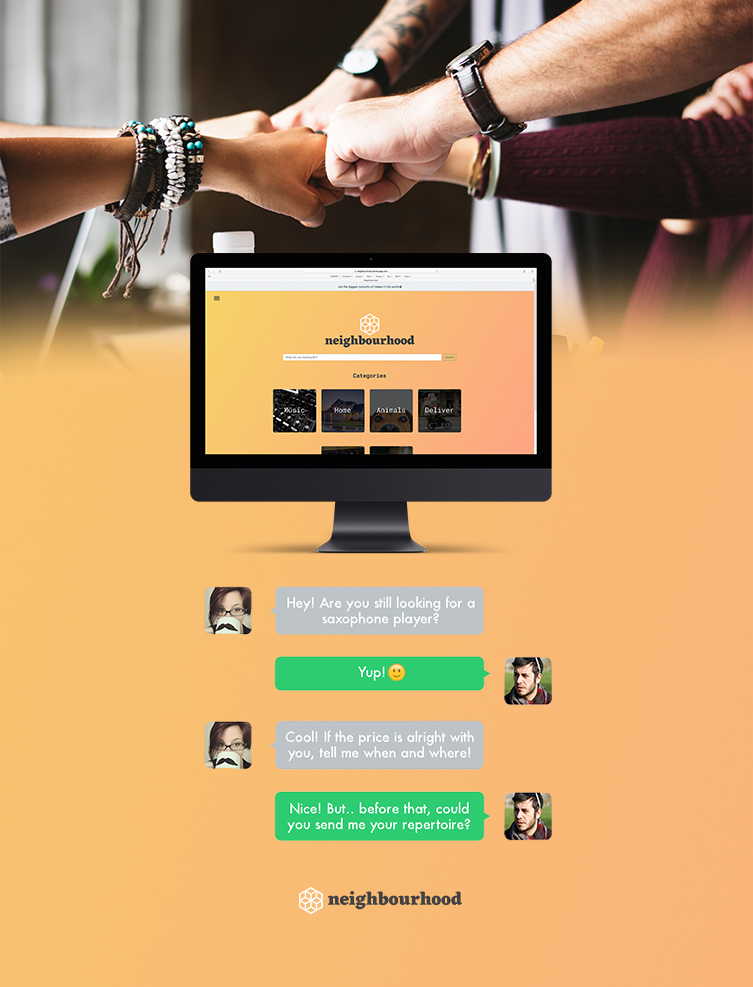 neighbourhood
Categories
Music
Home
Animals
Deliver
Hey! Are you still looking for a
saxophone player?
Yup! 🙂
Cool! If the price is alright with
you, tell me when and where!
Nice! But.. before that, could
you send me your repertoire?
neighbourhood